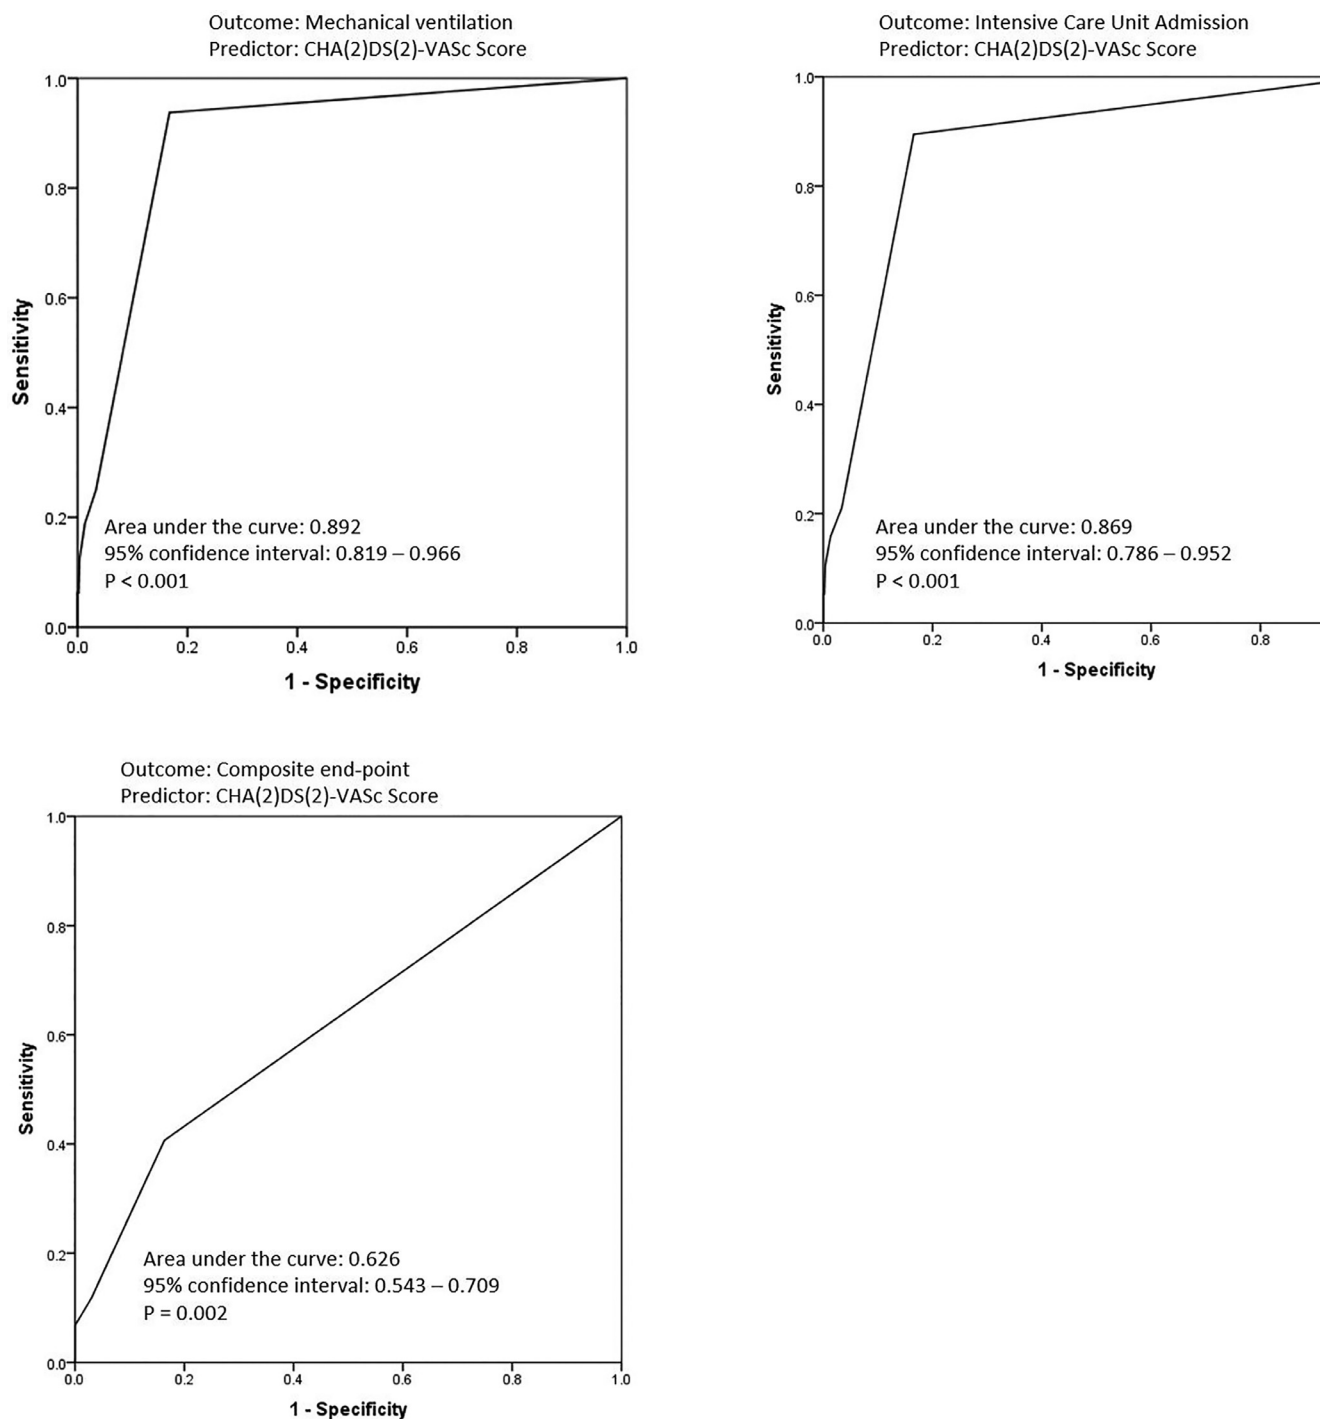 Outcome: Mechanical ventilation
Predictor: CHA(2)DS(2)-VASc Score
1.0
0.8
0.6
0.4
0.2
0.0
Sensitivity
Area under the curve: 0.892
95% confidence interval: 0.819 – 0.966
P < 0.001
0.0 0.2 0.4 0.6 0.8 1.0
1 - Specificity
Outcome: Intensive Care Unit Admission
Predictor: CHA(2)DS(2)-VASc Score
1.0
0.8
0.6
0.4
0.2
0.0
Sensitivity
Area under the curve: 0.869
95% confidence interval: 0.786 – 0.952
P < 0.001
0.0 0.2 0.4 0.6 0.8
1 - Specificity
Outcome: Composite end-point
Predictor: CHA(2)DS(2)-VASc Score
1.0
0.8
0.6
0.4
0.2
0.0
Sensitivity
Area under the curve: 0.626
95% confidence interval: 0.543 – 0.709
P = 0.002
0.0 0.2 0.4 0.6 0.8 1.0
1 - Specificity